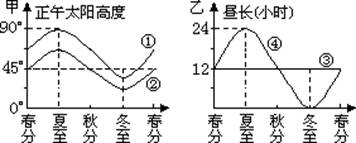 甲 正午太阳高度
90°
45°
0°
①
②
春分 夏至 秋分 冬至 春分
乙 昼长(小时)
24
12
0
④
③
春分 夏至 秋分 冬至 春分